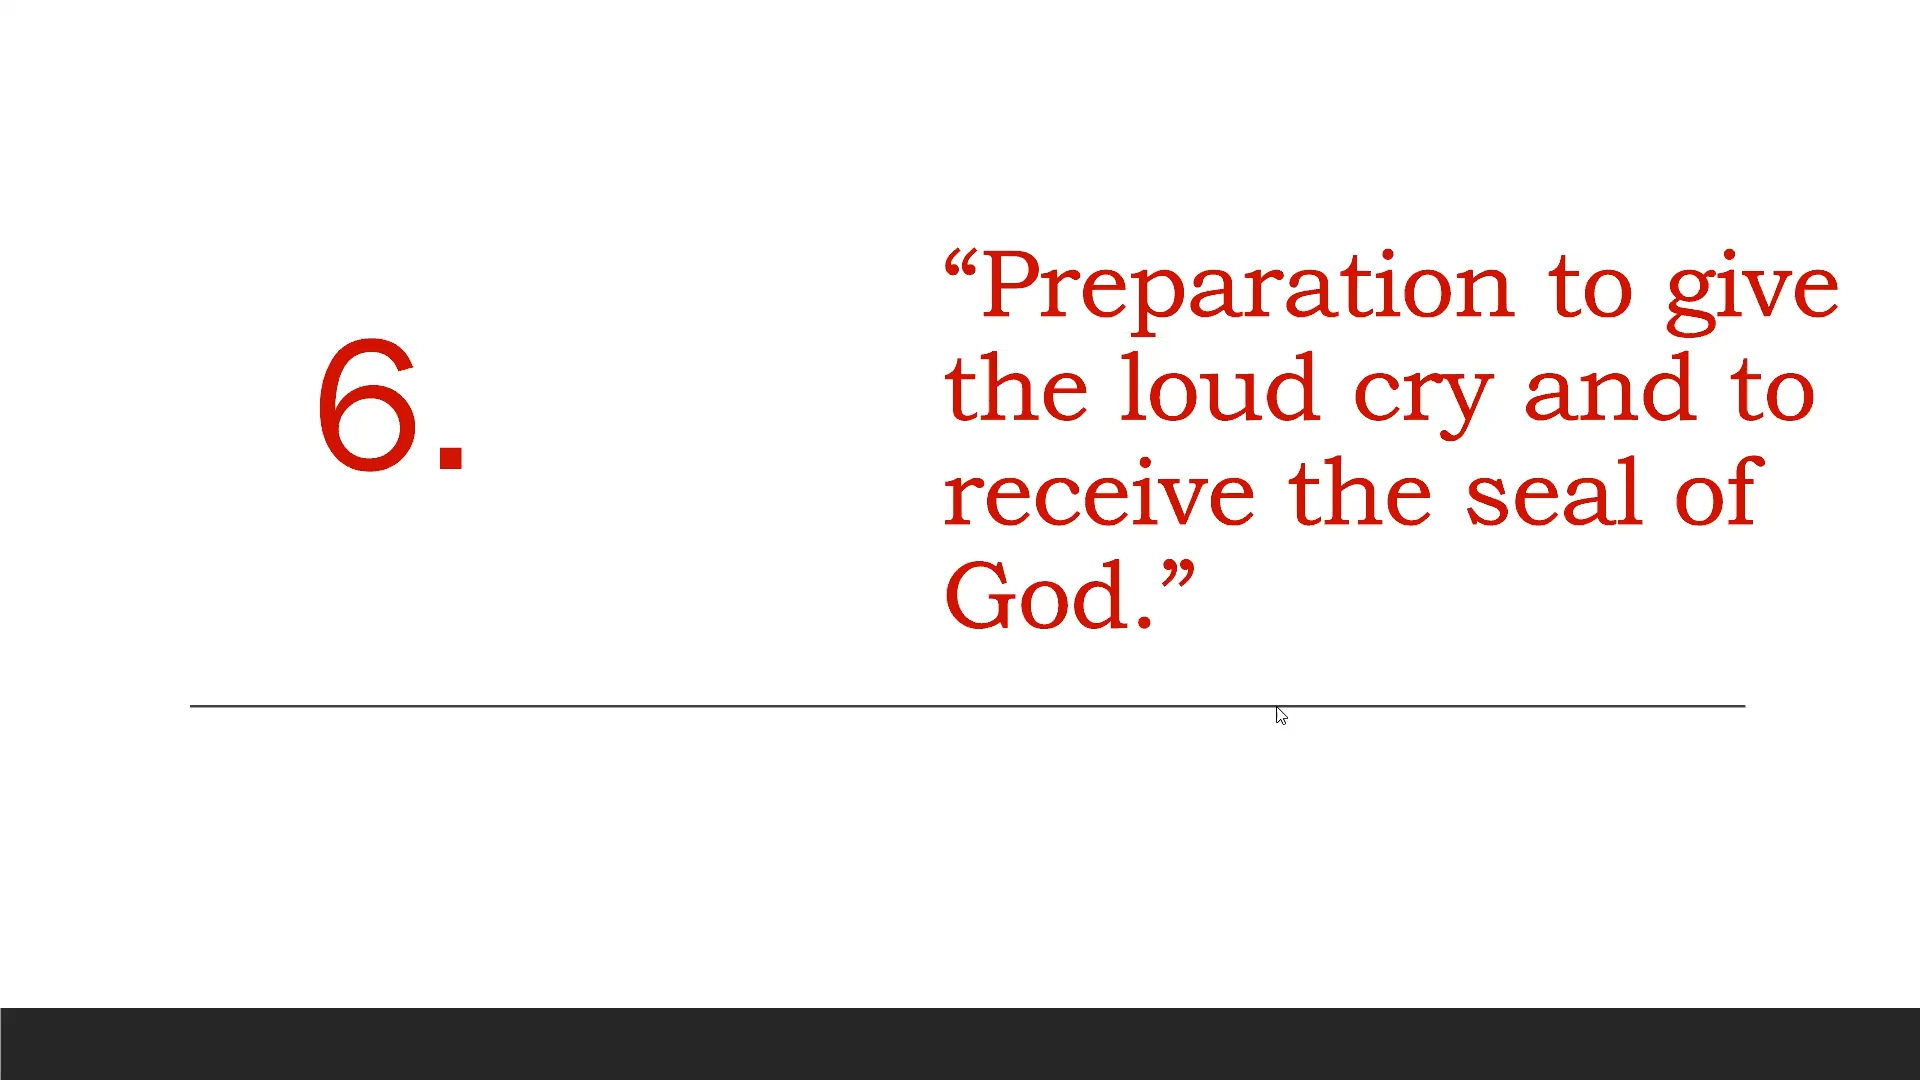 6.
“Preparation to give
the loud cry and to
receive the seal of
God.”